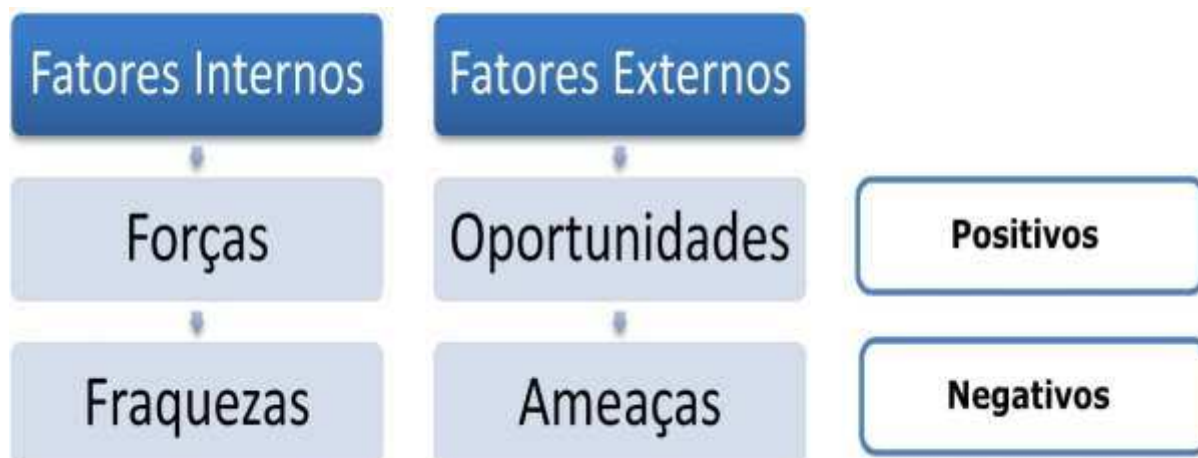 Fatores Internos
Fatores Externos
Forças
Oportunidades
Positivos
Fraquezas
Ameaças
Negativos